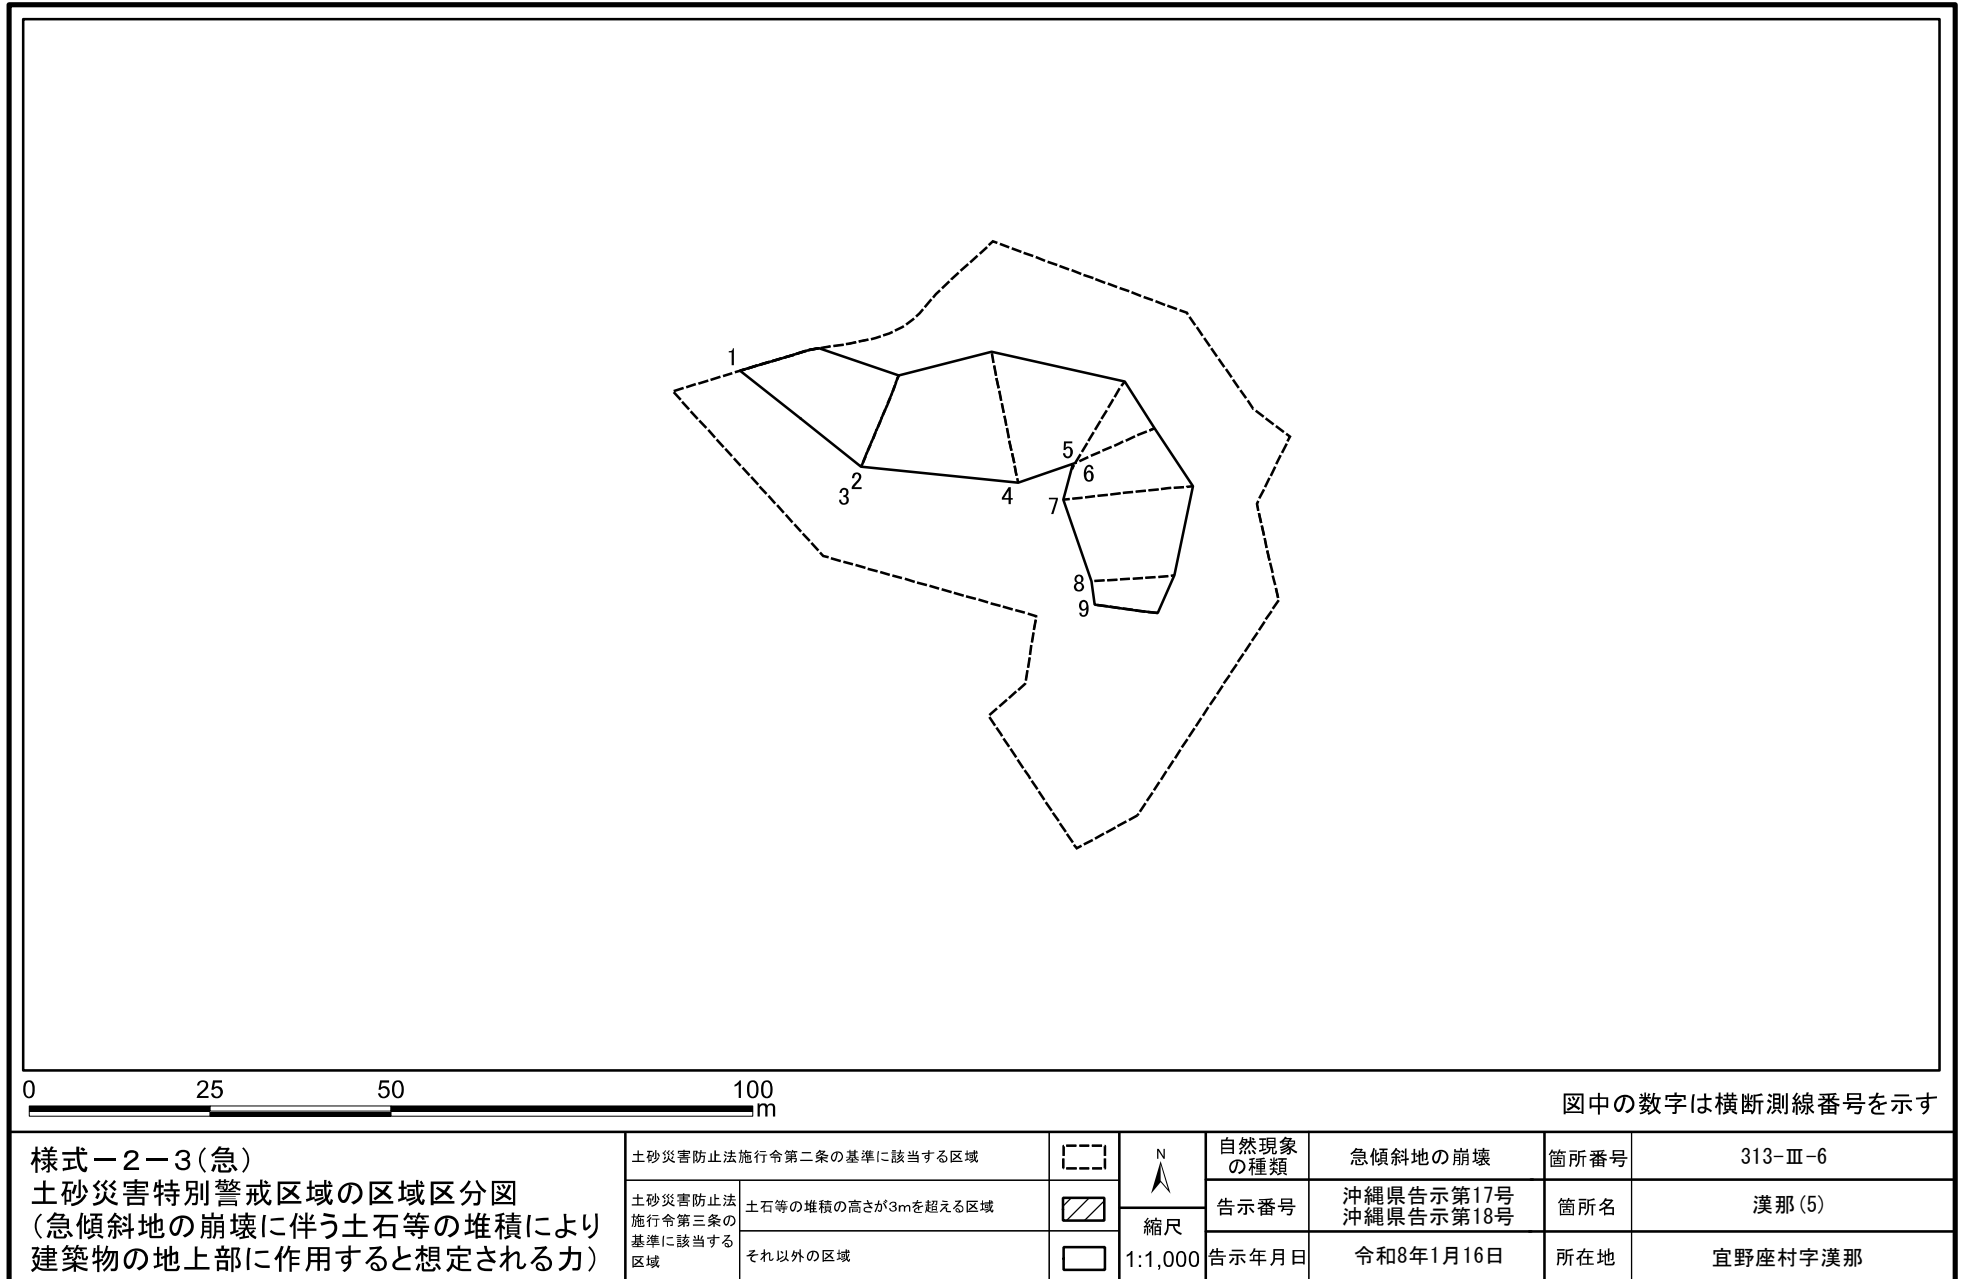 1
2
3
4
5
6
7
8
9
0 25 50 100
m
図中の数字は横断測線番号を示す
様式－２－３（急）
土砂災害特別警戒区域の区域区分図
（急傾斜地の崩壊に伴う土石等の堆積により
建築物の地上部に作用すると想定される力）
土砂災害防止法施行令第二条の基準に該当する区域
土砂災害防止法
施行令第三条の
基準に該当する
区域
土石等の堆積の高さが3mを超える区域
それ以外の区域
N
縮尺
1:1,000
自然現象
の種類
急傾斜地の崩壊
箇所番号
313-Ⅲ-6
告示番号
沖縄県告示第17号
沖縄県告示第18号
箇所名
漢那(5)
告示年月日
令和8年1月16日
所在地
宜野座村字漢那